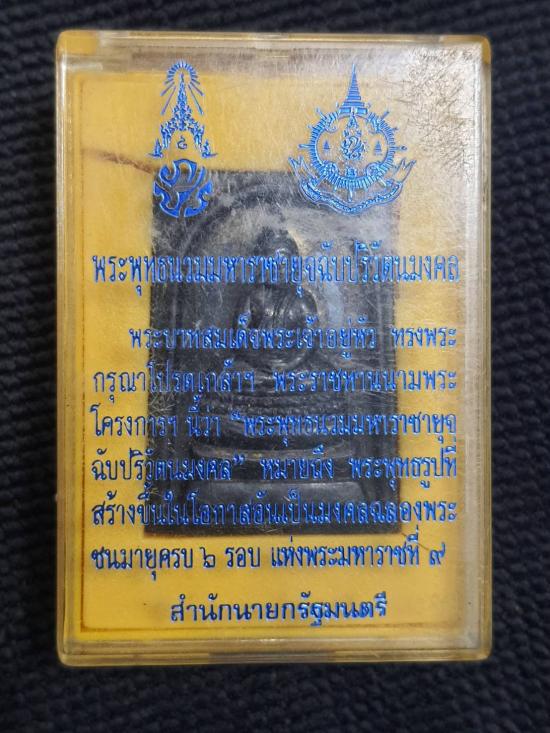 พระพุทธนวมมหาราชายุจฉับปริวัตนมงคล
พระบาทสมเด็จพระเจ้าอยู่หัว ทรงพระ
กรุณาโปรดเกล้าฯ พระราชทานนามพระ
โครงการฯ นี้ว่า “พระพุทธนวมมหาราชายุจ
ฉับปริวัตนมงคล” หมายถึง พระพุทธรูปที่
สร้างขึ้นในโอกาสอันเป็นมงคลฉลองพระ
ชนมายุครบ ๖ รอบ แห่งพระมหาราชที่ ๙
สำนักนายกรัฐมนตรี